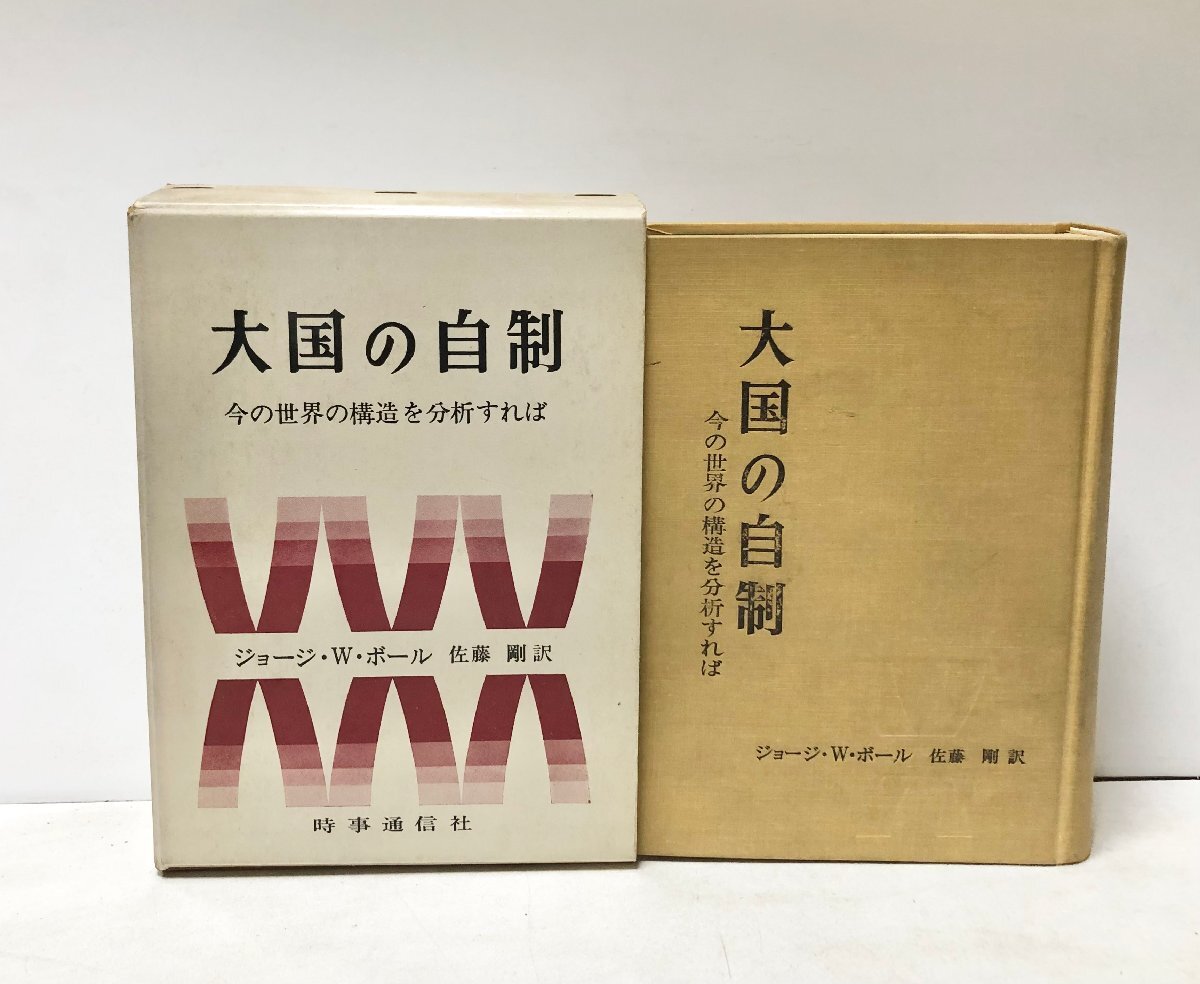 大国の自制
今の世界の構造を分析すれば
ジョージ・W・ボール 佐藤 剛訳
時事通信社
大国の自制
今の世界の構造を分析すれば
ジョージ・W・ボール 佐藤 剛訳